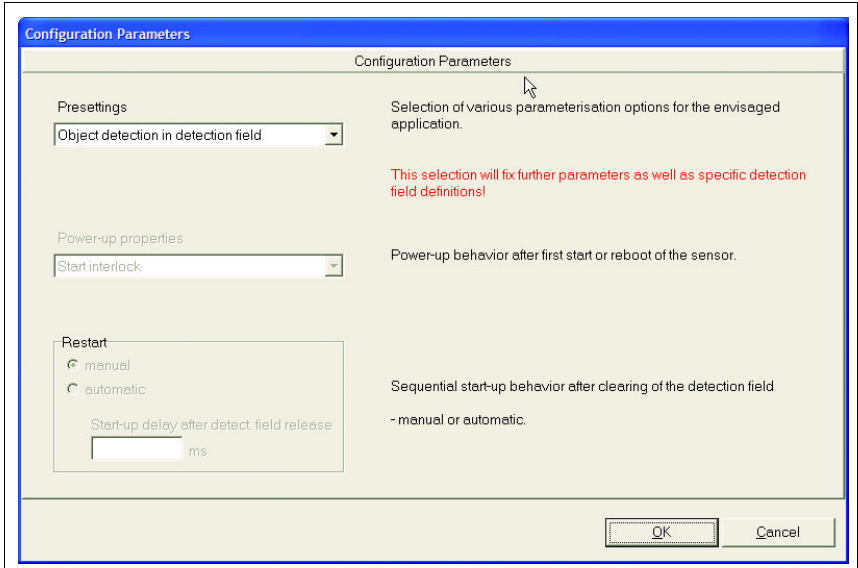 Configuration Parameters
Configuration Parameters
Presettings
Object detection in detection field
Selection of various parameterisation options for the envisaged
application.
This selection will fix further parameters as well as specific detection
field definitions!
Power-up properties
Start interlock
Power-up behavior after first start or reboot of the sensor.
Restart
manual
automatic
Start-up delay after detect. field release
ms
Sequential start-up behavior after clearing of the detection field
- manual or automatic.
OK
Cancel